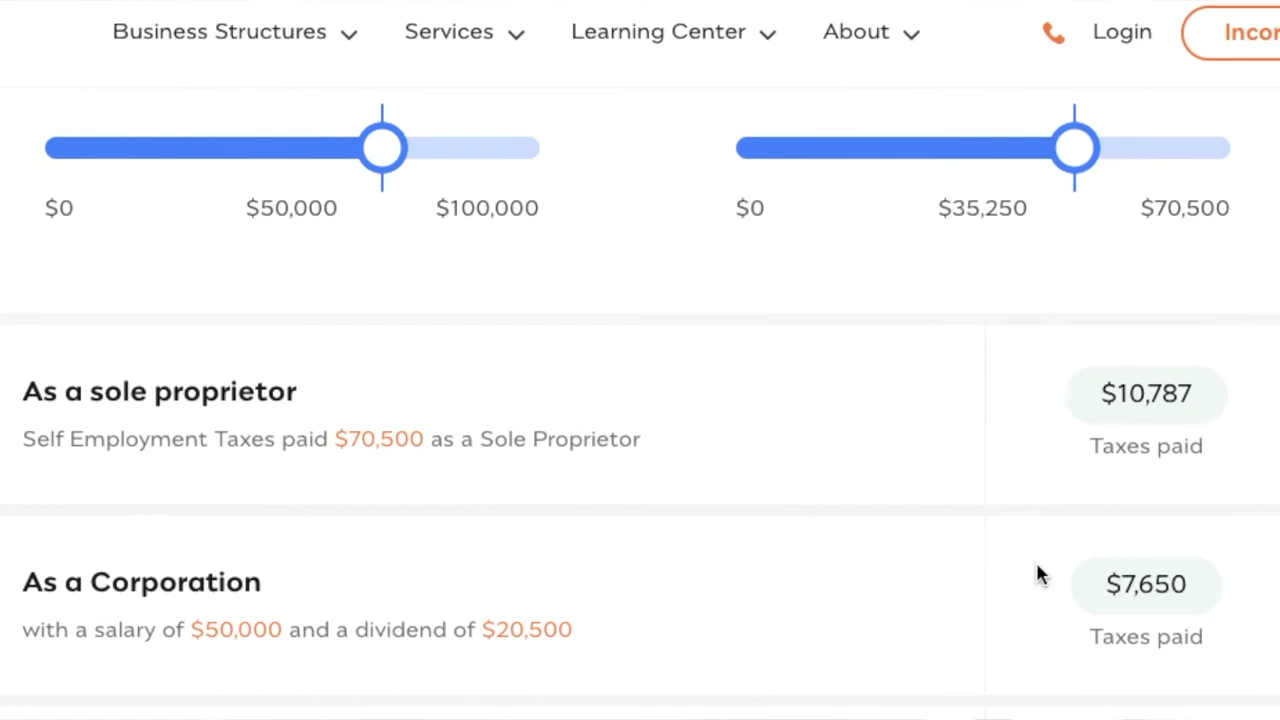 Business Structures Services Learning Center About Login Incor
$0 $50,000 $100,000 $0 $35,250 $70,500
As a sole proprietor
$10,787
Self Employment Taxes paid $70,500 as a Sole Proprietor
Taxes paid
As a Corporation
$7,650
with a salary of $50,000 and a dividend of $20,500
Taxes paid